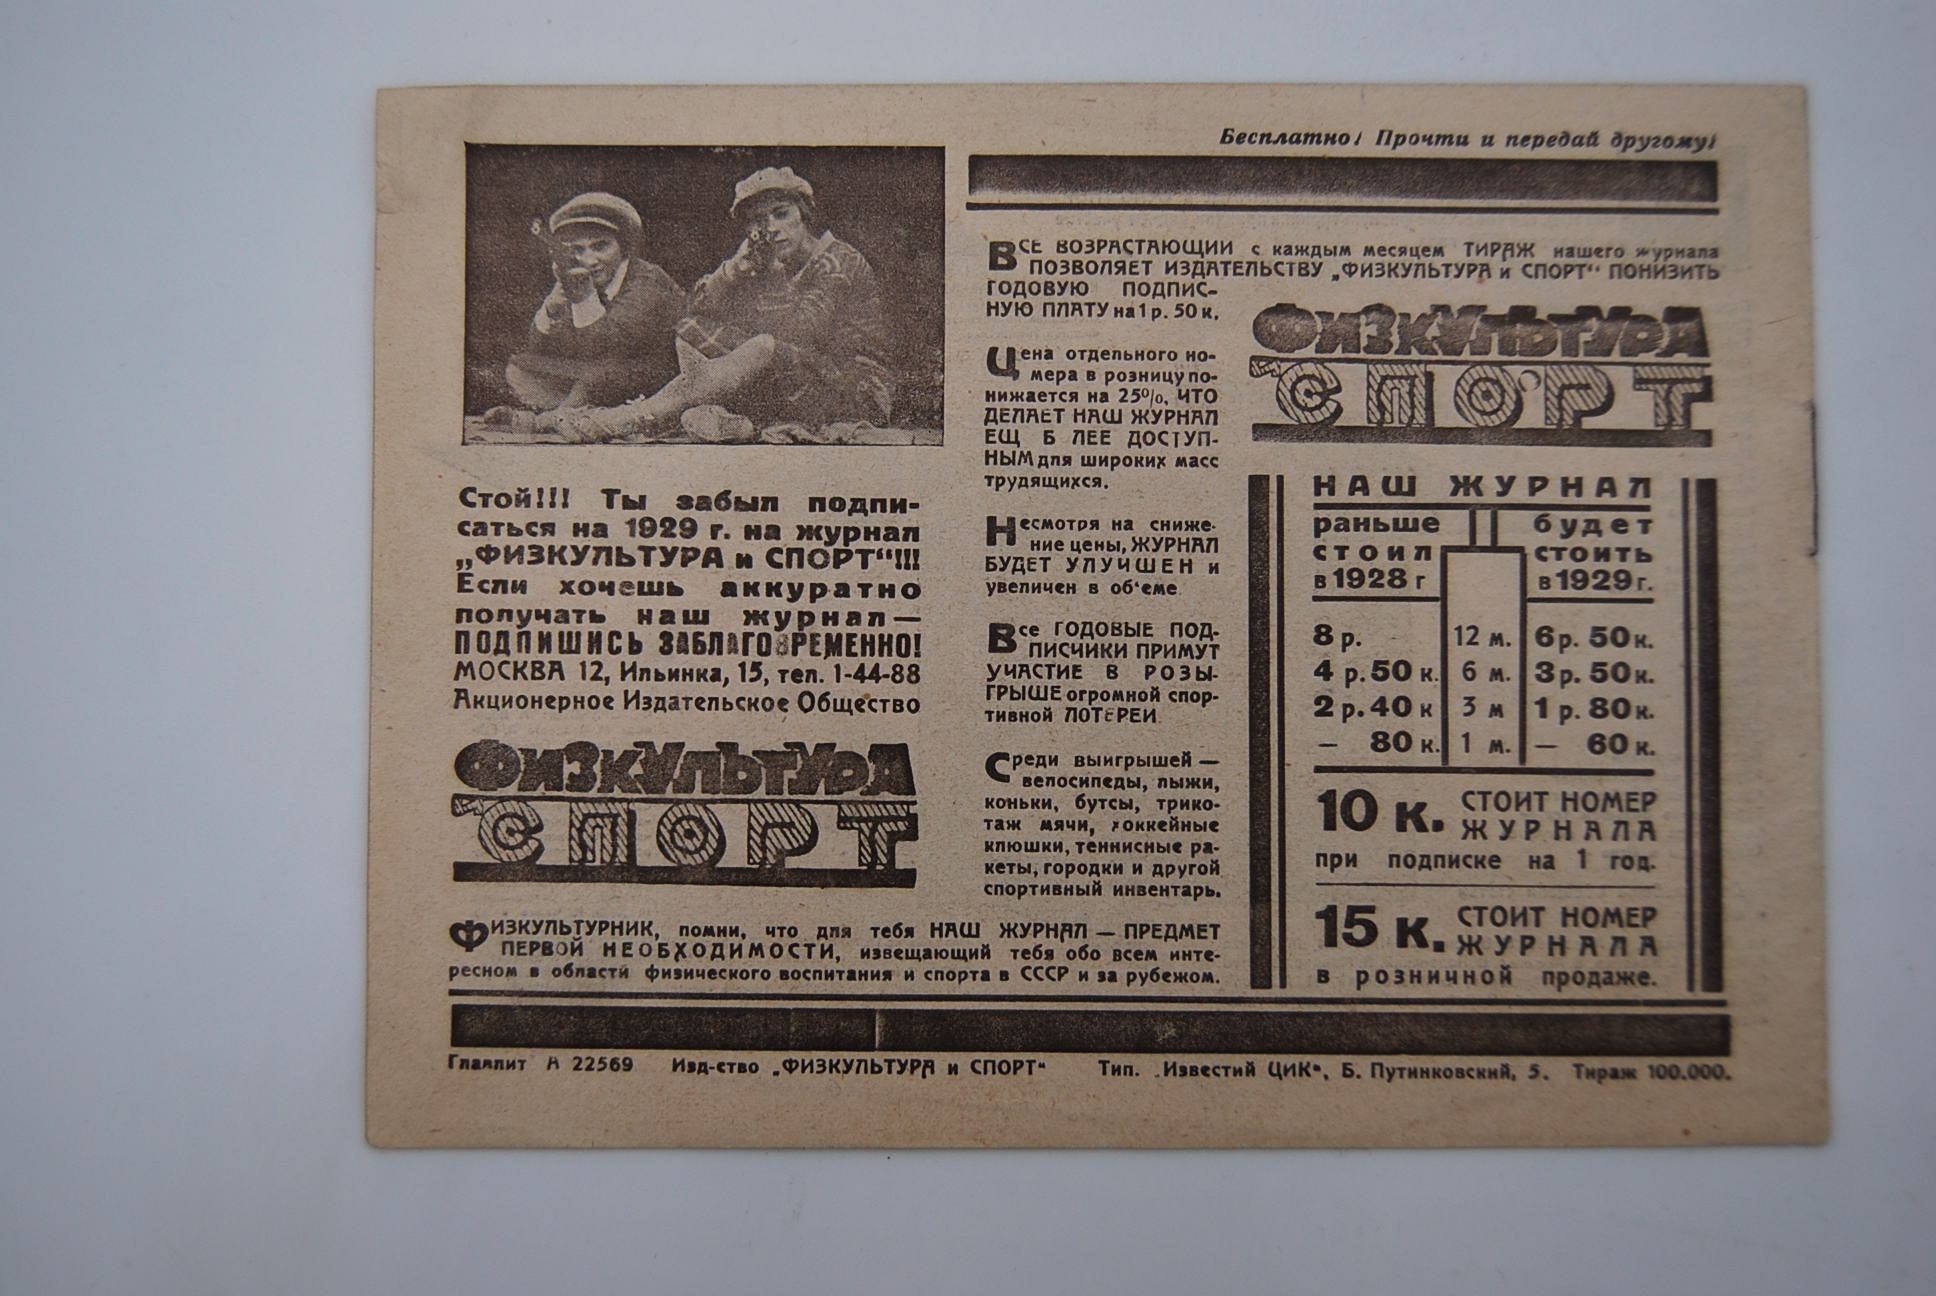 Бесплатно! Прочти и передай другому!
Стой!!! Ты забыл подпи-
саться на 1929 г. на журнал
„ФИЗКУЛЬТУРА и СПОРТ“!!!
Если хочешь аккуратно
получать наш журнал —
ПОДПИШИСЬ ЗАБЛАГОВРЕМЕННО!
МОСКВА 12, Ильинка, 15, тел. 1-44-88
Акционерное Издательское Общество
ФИЗКУЛЬТУРА
СПОРТ
ВСЕ ВОЗРАСТАЮЩИЙ с каждым месяцем ТИРАЖ нашего журнала
ПОЗВОЛЯЕТ ИЗДАТЕЛЬСТВУ „ФИЗКУЛЬТУРА и СПОРТ“ ПОНИЗИТЬ
ГОДОВУЮ ПОДПИС-
НУЮ ПЛАТУ на 1 р. 50 к.
Цена отдельного но-
мера в розницу по-
нижается на 25%, ЧТО
ДЕЛАЕТ НАШ ЖУРНАЛ
ЕЩ Б ЛЕЕ ДОСТУП-
НЫМ для широких масс
трудящихся.
Несмотря на сниже-
ние цены, ЖУРНАЛ
БУДЕТ УЛУЧШЕН и
увеличен в об'еме
Все ГОДОВЫЕ ПОД-
ПИСЧИКИ ПРИМУТ
УЧАСТИЕ В РОЗЫ-
ГРЫШЕ огромной спор-
тивной ЛОТЕРЕИ
Среди выигрышей —
велосипеды, лыжи,
коньки, бутсы, трико-
таж мячи, хоккейные
клюшки, теннисные ра-
кеты, городки и другой
спортивный инвентарь.
ФИЗКУЛЬТУРА
СПОРТ
НАШ ЖУРНАЛ
раньше будет
стоил стоить
в 1928 г в 1929 г.
8 р. 12 м. 6 р. 50 к.
4 р. 50 к. 6 м. 3 р. 50 к.
2 р. 40 к 3 м 1 р. 80 к.
— 80 к. 1 м. — 60 к.
10 к. СТОИТ НОМЕР
ЖУРНАЛА
при подписке на 1 год.
15 к. СТОИТ НОМЕР
ЖУРНАЛА
в розничной продаже.
ФИЗКУЛЬТУРНИК, помни, что для тебя НАШ ЖУРНАЛ — ПРЕДМЕТ
ПЕРВОЙ НЕОБХОДИМОСТИ, извещающий тебя обо всем инте-
ресном в области физического воспитания и спорта в СССР и за рубежом.
Главлит А 22569 Изд-ство „ФИЗКУЛЬТУРА и СПОРТ“ Тип. „Известий ЦИК“, Б. Путинковский, 5. Тираж 100.000.